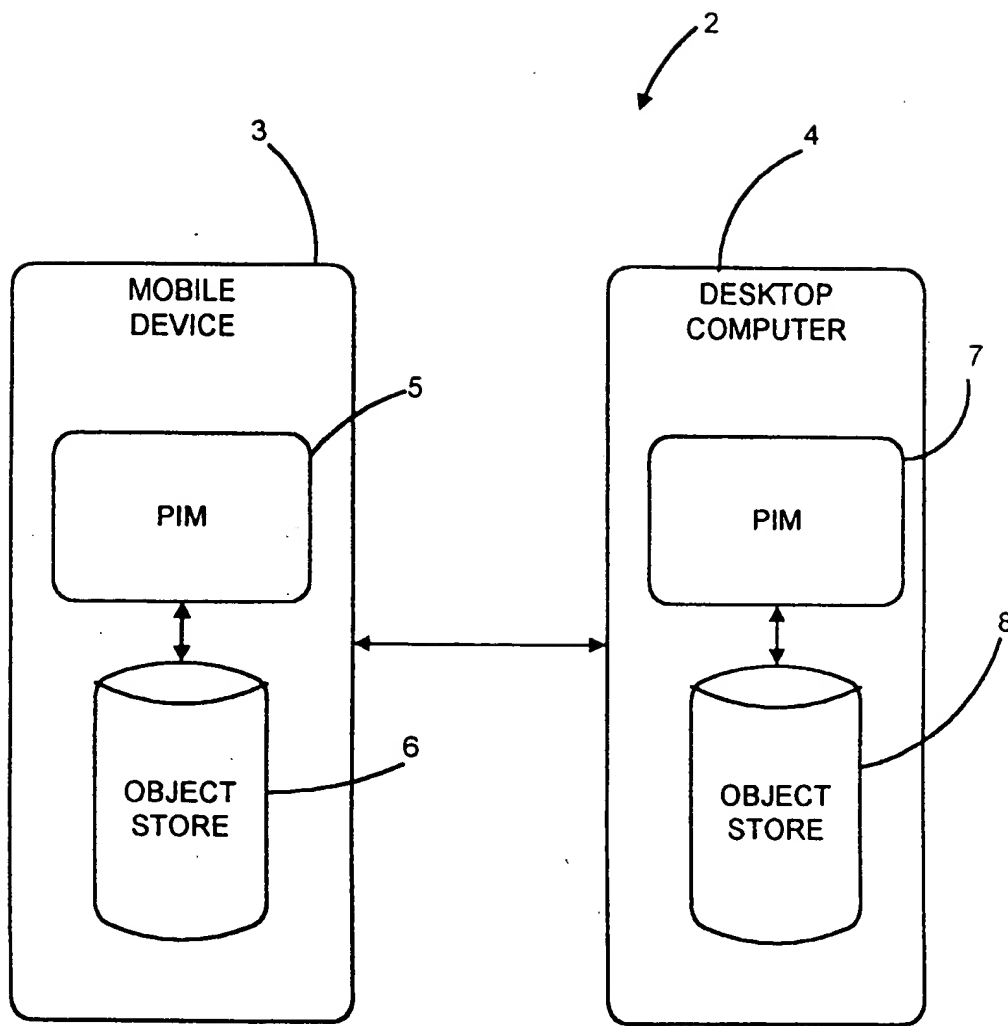 2
3
4
MOBILE
DEVICE
DESKTOP
COMPUTER
5
7
PIM
PIM
8
6
OBJECT
STORE
OBJECT
STORE